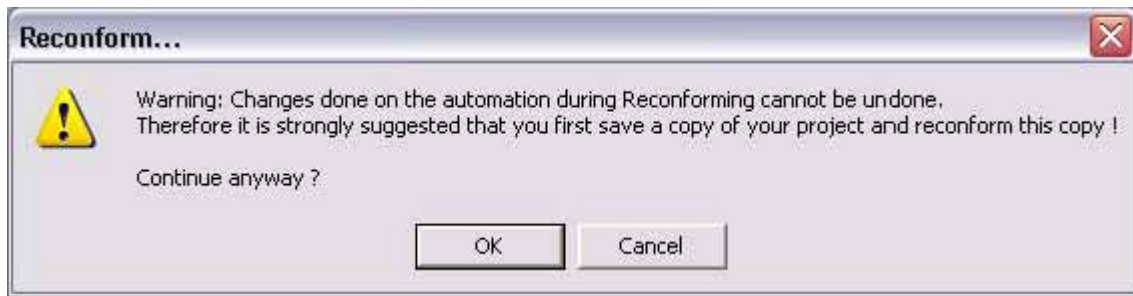 Reconform...
Warning: Changes done on the automation during Reconforming cannot be undone.
Therefore it is strongly suggested that you first save a copy of your project and reconform this copy !
Continue anyway ?
OK
Cancel